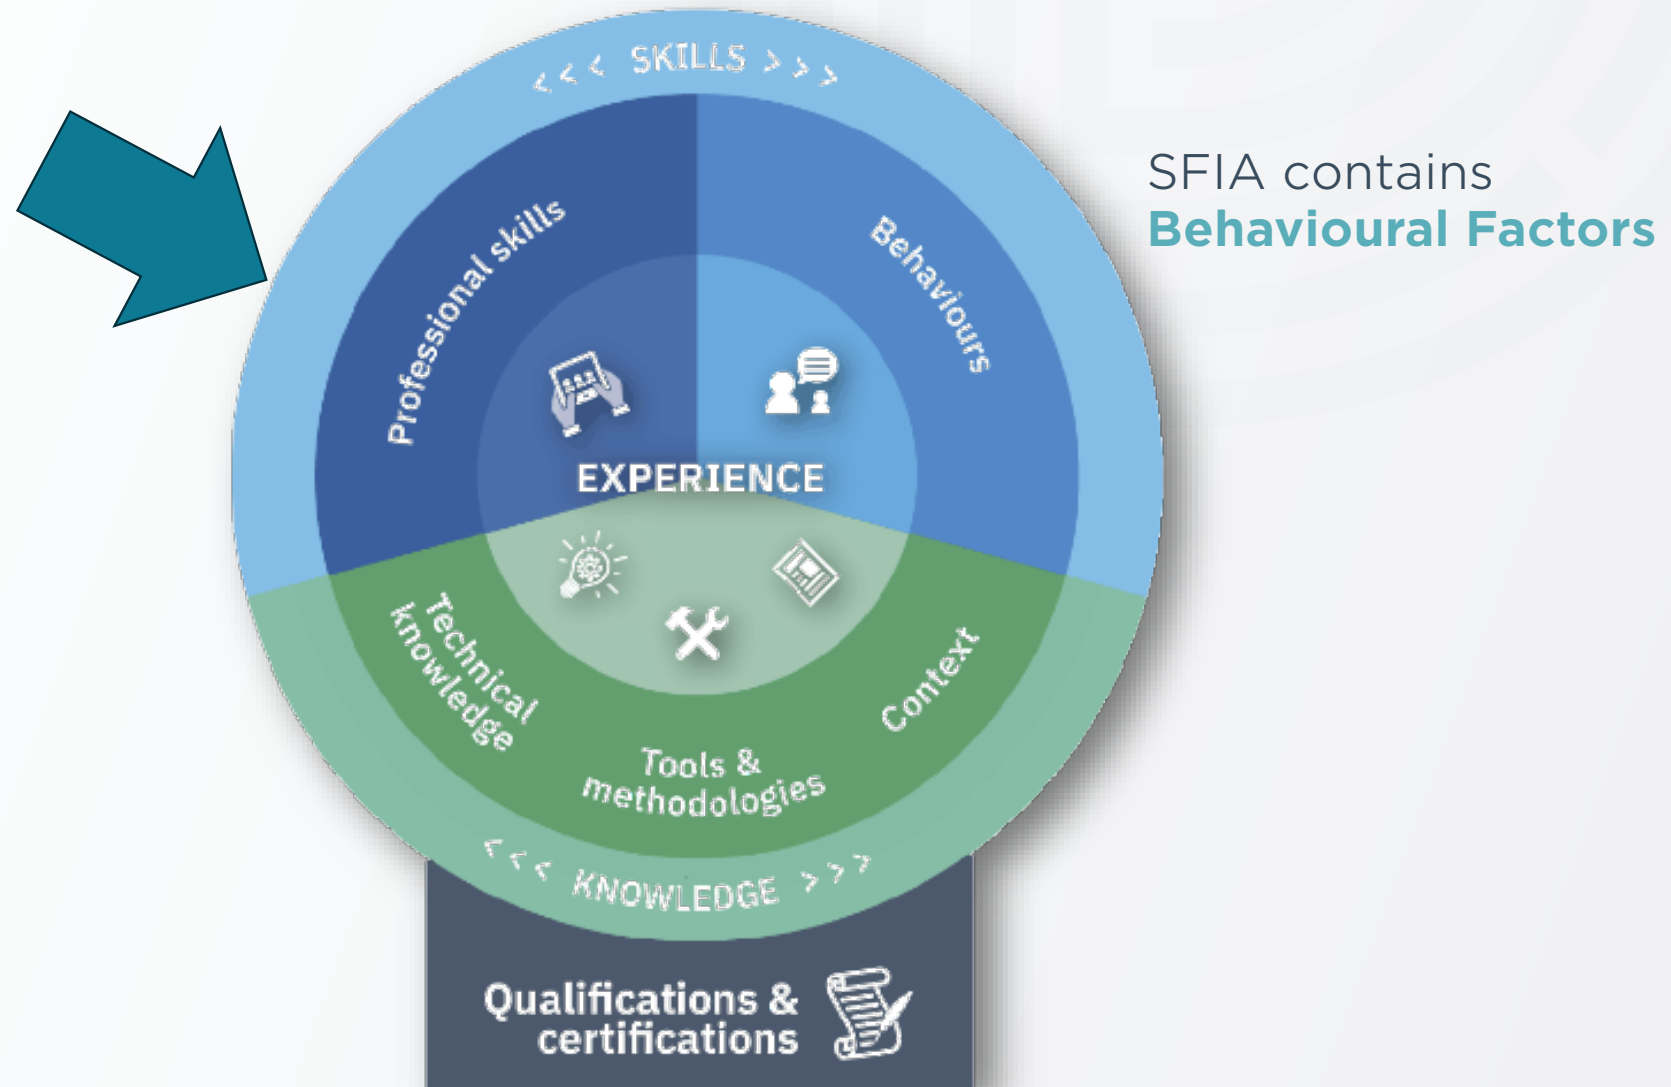 <<< SKILLS >>>
SFIA contains
Behavioural Factors
Professional skills
Behaviours
EXPERIENCE
Technical
knowledge
Tools &
methodologies
Context
<<< KNOWLEDGE >>>
Qualifications &
certifications